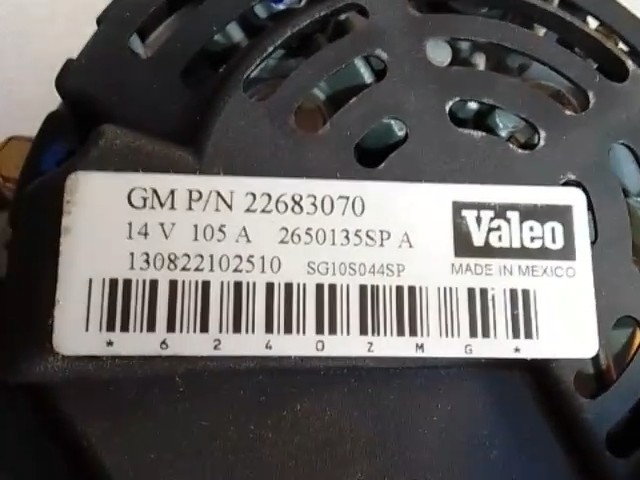 GM P/N 22683070
14 V 105 A 2650135SP A
Valeo
130822102510 SG10S044SP
MADE IN MEXICO
* 6 2 4 0 Z M G *